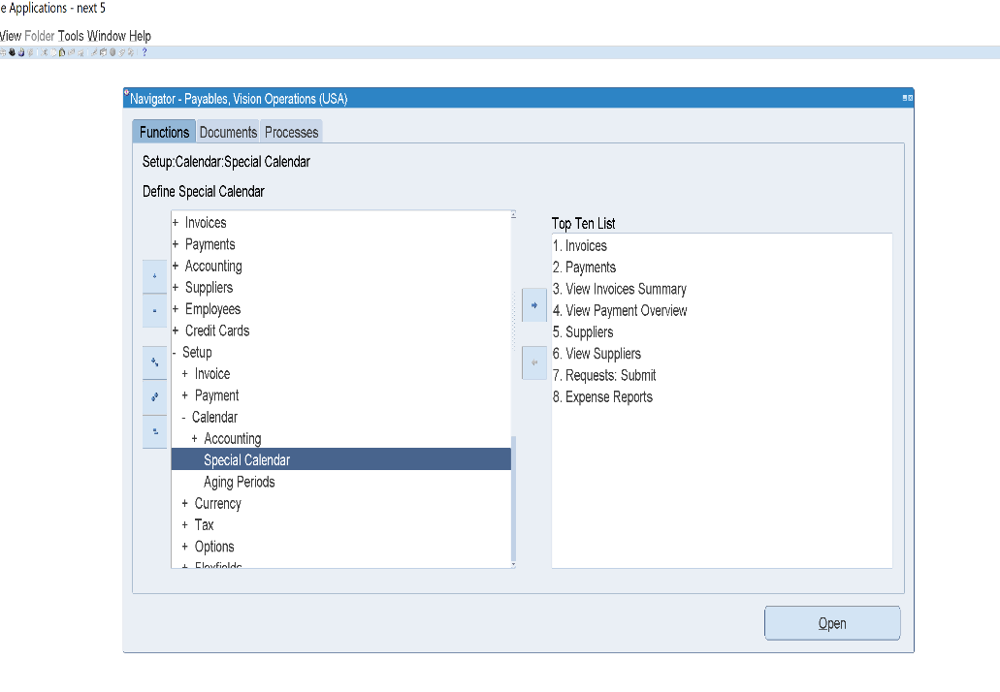 e Applications - next 5
View Folder Tools Window Help
Navigator - Payables, Vision Operations (USA)
Functions Documents Processes
Setup:Calendar:Special Calendar
Define Special Calendar
+ Invoices
+ Payments
+ Accounting
+ Suppliers
+ Employees
+ Credit Cards
- Setup
+ Invoice
+ Payment
- Calendar
+ Accounting
Special Calendar
Aging Periods
+ Currency
+ Tax
+ Options
+ Flexfields
Top Ten List
1. Invoices
2. Payments
3. View Invoices Summary
4. View Payment Overview
5. Suppliers
6. View Suppliers
7. Requests: Submit
8. Expense Reports
Open